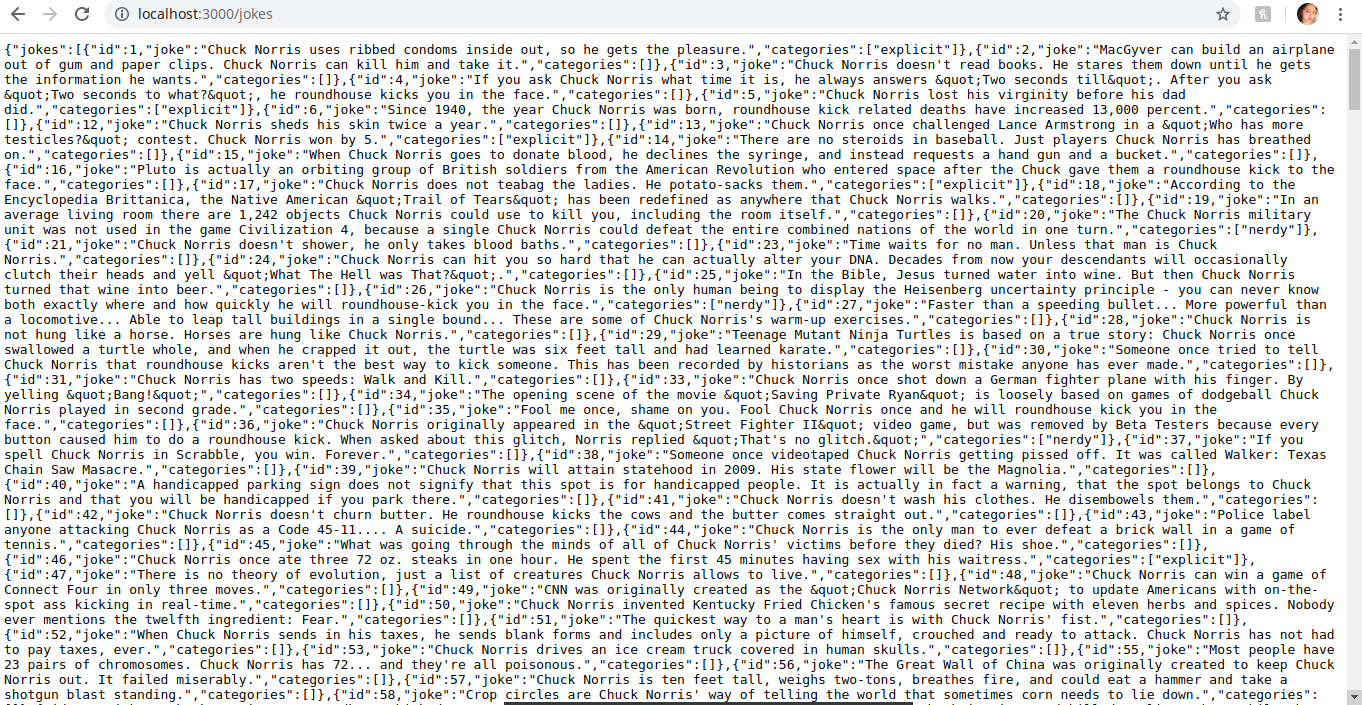 localhost:3000/jokes
{"jokes":[{"id":1,"joke":"Chuck Norris uses ribbed condoms inside out, so he gets the pleasure.","categories":["explicit"]},{"id":2,"joke":"MacGyver can build an airplane
out of gum and paper clips. Chuck Norris can kill him and take it.","categories":[]},{"id":3,"joke":"Chuck Norris doesn't read books. He stares them down until he gets
the information he wants.","categories":[]},{"id":4,"joke":"If you ask Chuck Norris what time it is, he always answers &quot;Two seconds till&quot;. After you ask
&quot;Two seconds to what?&quot;, he roundhouse kicks you in the face.","categories":[]},{"id":5,"joke":"Chuck Norris lost his virginity before his dad
did.","categories":["explicit"]},{"id":6,"joke":"Since 1940, the year Chuck Norris was born, roundhouse kick related deaths have increased 13,000 percent.","categories":
[]},{"id":12,"joke":"Chuck Norris sheds his skin twice a year.","categories":[]},{"id":13,"joke":"Chuck Norris once challenged Lance Armstrong in a &quot;Who has more
testicles?&quot; contest. Chuck Norris won by 5.","categories":["explicit"]},{"id":14,"joke":"There are no steroids in baseball. Just players Chuck Norris has breathed
on.","categories":[]},{"id":15,"joke":"When Chuck Norris goes to donate blood, he declines the syringe, and instead requests a hand gun and a bucket.","categories":[]},
{"id":16,"joke":"Pluto is actually an orbiting group of British soldiers from the American Revolution who entered space after the Chuck gave them a roundhouse kick to the
face.","categories":[]},{"id":17,"joke":"Chuck Norris does not teabag the ladies. He potato-sacks them.","categories":["explicit"]},{"id":18,"joke":"According to the
Encyclopedia Brittanica, the Native American &quot;Trail of Tears&quot; has been redefined as anywhere that Chuck Norris walks.","categories":[]},{"id":19,"joke":"In an
average living room there are 1,242 objects Chuck Norris could use to kill you, including the room itself.","categories":[]},{"id":20,"joke":"The Chuck Norris military
unit was not used in the game Civilization 4, because a single Chuck Norris could defeat the entire combined nations of the world in one turn.","categories":["nerdy"]},
{"id":21,"joke":"Chuck Norris doesn't shower, he only takes blood baths.","categories":[]},{"id":23,"joke":"Time waits for no man. Unless that man is Chuck
Norris.","categories":[]},{"id":24,"joke":"Chuck Norris can hit you so hard that he can actually alter your DNA. Decades from now your descendants will occasionally
clutch their heads and yell &quot;What The Hell was That?&quot;.","categories":[]},{"id":25,"joke":"In the Bible, Jesus turned water into wine. But then Chuck Norris
turned that wine into beer.","categories":[]},{"id":26,"joke":"Chuck Norris is the only human being to display the Heisenberg uncertainty principle - you can never know
both exactly where and how quickly he will roundhouse-kick you in the face.","categories":["nerdy"]},{"id":27,"joke":"Faster than a speeding bullet... More powerful than
a locomotive... Able to leap tall buildings in a single bound... These are some of Chuck Norris's warm-up exercises.","categories":[]},{"id":28,"joke":"Chuck Norris is
not hung like a horse. Horses are hung like Chuck Norris.","categories":[]},{"id":29,"joke":"Teenage Mutant Ninja Turtles is based on a true story: Chuck Norris once
swallowed a turtle whole, and when he crapped it out, the turtle was six feet tall and had learned karate.","categories":[]},{"id":30,"joke":"Someone once tried to tell
Chuck Norris that roundhouse kicks aren't the best way to kick someone. This has been recorded by historians as the worst mistake anyone has ever made.","categories":[]},
{"id":31,"joke":"Chuck Norris has two speeds: Walk and Kill.","categories":[]},{"id":33,"joke":"Chuck Norris once shot down a German fighter plane with his finger. By
yelling &quot;Bang!&quot;","categories":[]},{"id":34,"joke":"The opening scene of the movie &quot;Saving Private Ryan&quot; is loosely based on games of dodgeball Chuck
Norris played in second grade.","categories":[]},{"id":35,"joke":"Fool me once, shame on you. Fool Chuck Norris once and he will roundhouse kick you in the
face.","categories":[]},{"id":36,"joke":"Chuck Norris originally appeared in the &quot;Street Fighter II&quot; video game, but was removed by Beta Testers because every
button caused him to do a roundhouse kick. When asked about this glitch, Norris replied &quot;That's no glitch.&quot;","categories":["nerdy"]},{"id":37,"joke":"If you
spell Chuck Norris in Scrabble, you win. Forever.","categories":[]},{"id":38,"joke":"Someone once videotaped Chuck Norris getting pissed off. It was called Walker: Texas
Chain Saw Masacre.","categories":[]},{"id":39,"joke":"Chuck Norris will attain statehood in 2009. His state flower will be the Magnolia.","categories":[]},
{"id":40,"joke":"A handicapped parking sign does not signify that this spot is for handicapped people. It is actually in fact a warning, that the spot belongs to Chuck
Norris and that you will be handicapped if you park there.","categories":[]},{"id":41,"joke":"Chuck Norris doesn't wash his clothes. He disembowels them.","categories":
[]},{"id":42,"joke":"Chuck Norris doesn't churn butter. He roundhouse kicks the cows and the butter comes straight out.","categories":[]},{"id":43,"joke":"Police label
anyone attacking Chuck Norris as a Code 45-11.... A suicide.","categories":[]},{"id":44,"joke":"Chuck Norris is the only man to ever defeat a brick wall in a game of
tennis.","categories":[]},{"id":45,"joke":"What was going through the minds of all of Chuck Norris' victims before they died? His shoe.","categories":[]},
{"id":46,"joke":"Chuck Norris once ate three 72 oz. steaks in one hour. He spent the first 45 minutes having sex with his waitress.","categories":["explicit"]},
{"id":47,"joke":"There is no theory of evolution, just a list of creatures Chuck Norris allows to live.","categories":[]},{"id":48,"joke":"Chuck Norris can win a game of
Connect Four in only three moves.","categories":[]},{"id":49,"joke":"CNN was originally created as the &quot;Chuck Norris Network&quot; to update Americans with on-the-
spot ass kicking in real-time.","categories":[]},{"id":50,"joke":"Chuck Norris invented Kentucky Fried Chicken's famous secret recipe with eleven herbs and spices. Nobody
ever mentions the twelfth ingredient: Fear.","categories":[]},{"id":51,"joke":"The quickest way to a man's heart is with Chuck Norris' fist.","categories":[]},
{"id":52,"joke":"When Chuck Norris sends in his taxes, he sends blank forms and includes only a picture of himself, crouched and ready to attack. Chuck Norris has not had
to pay taxes, ever.","categories":[]},{"id":53,"joke":"Chuck Norris drives an ice cream truck covered in human skulls.","categories":[]},{"id":55,"joke":"Most people have
23 pairs of chromosomes. Chuck Norris has 72... and they're all poisonous.","categories":[]},{"id":56,"joke":"The Great Wall of China was originally created to keep Chuck
Norris out. It failed miserably.","categories":[]},{"id":57,"joke":"Chuck Norris is ten feet tall, weighs two-tons, breathes fire, and could eat a hammer and take a
shotgun blast standing.","categories":[]},{"id":58,"joke":"Crop circles are Chuck Norris' way of telling the world that sometimes corn needs to lie down.","categories":